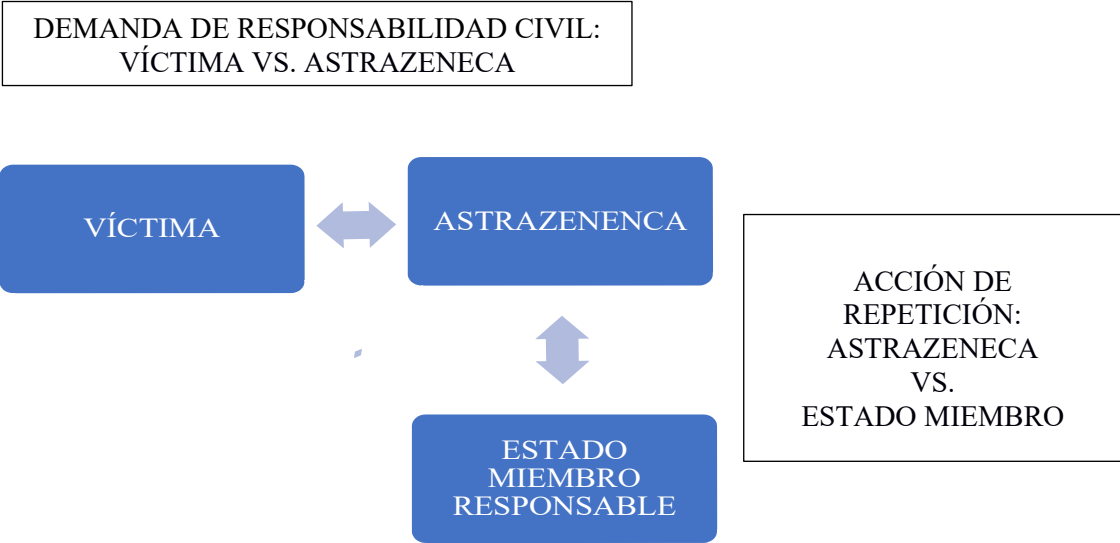 DEMANDA DE RESPONSABILIDAD CIVIL:
VÍCTIMA VS. ASTRAZENECA
VÍCTIMA
ASTRAZENENCA
ACCIÓN DE
REPETICIÓN:
ASTRAZENECA
VS.
ESTADO MIEMBRO
ESTADO
MIEMBRO
RESPONSABLE